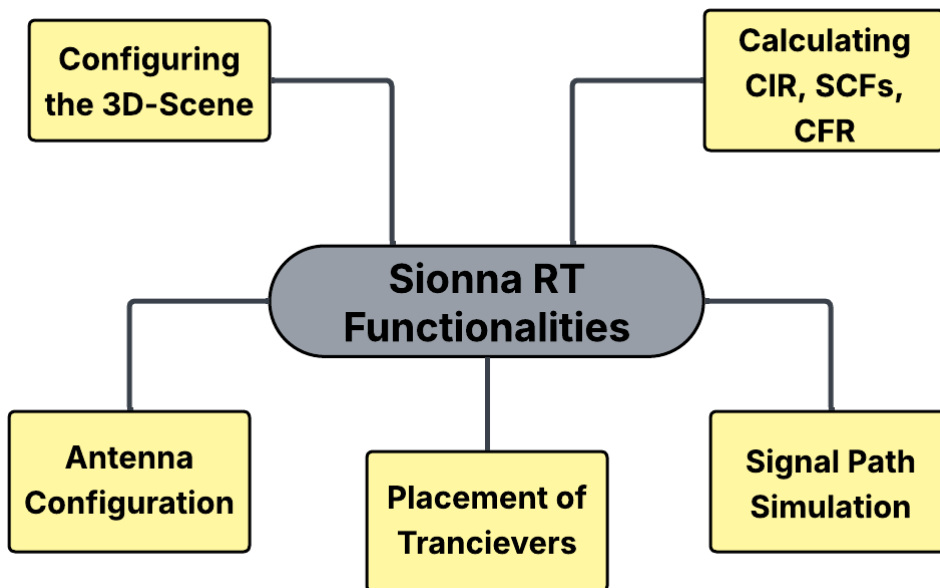 Configuring
the 3D-Scene
Calculating
CIR, SCFs,
CFR
Sionna RT
Functionalities
Antenna
Configuration
Placement of
Trancievers
Signal Path
Simulation